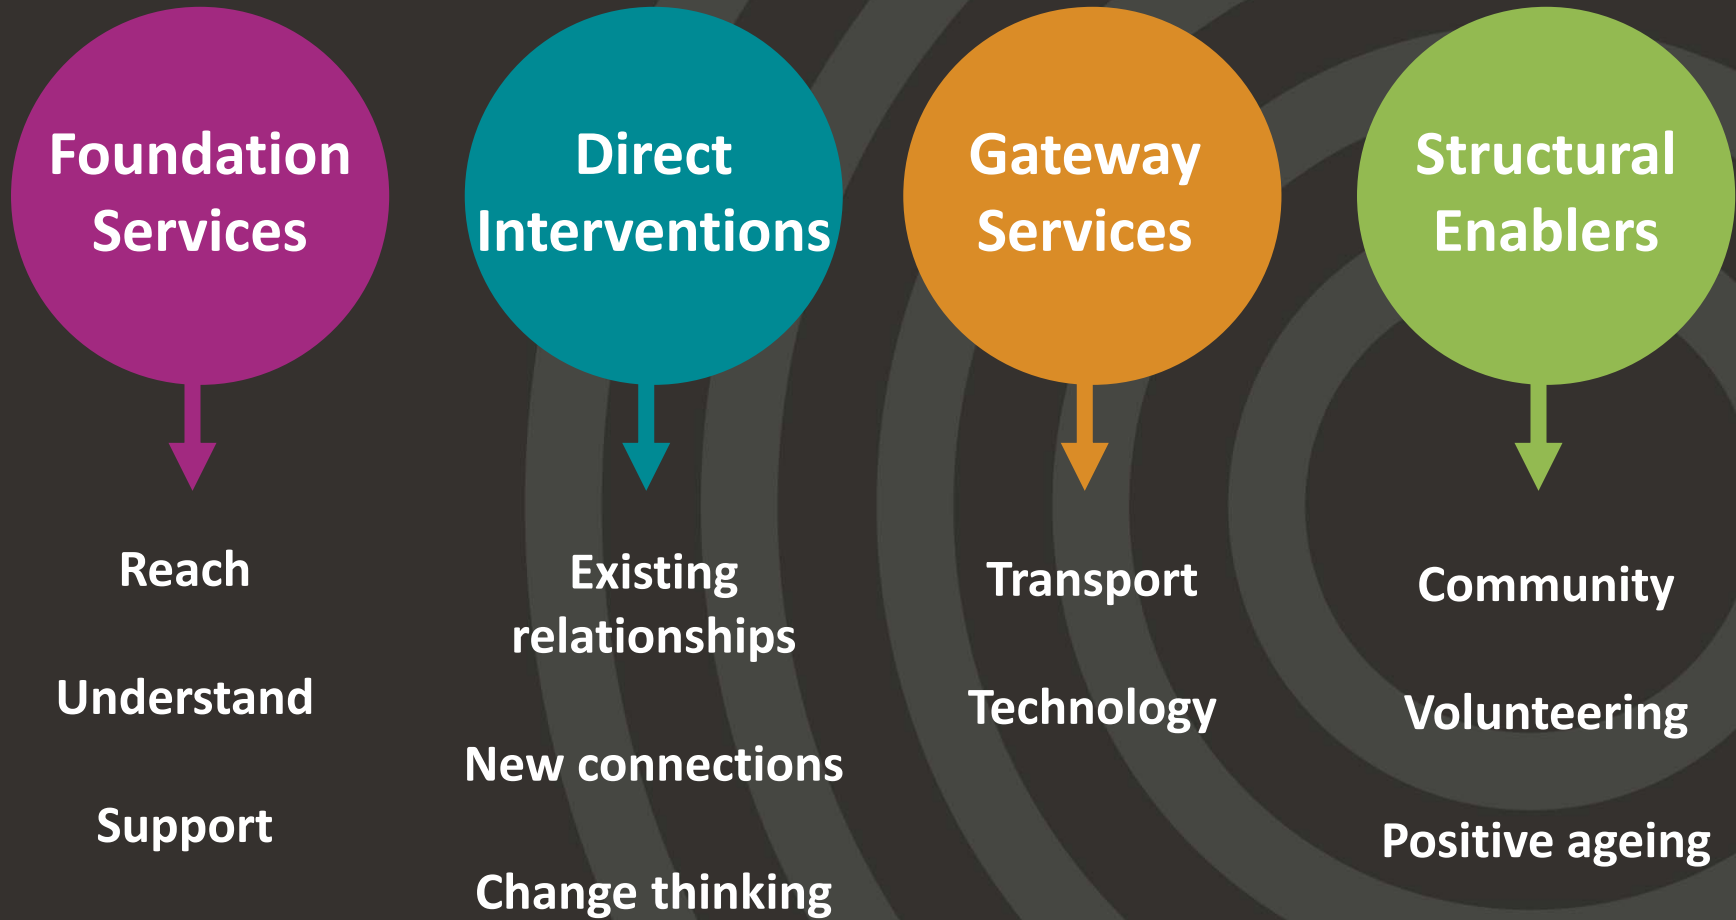 Foundation
Services
Direct
Interventions
Gateway
Services
Structural
Enablers
Reach
Understand
Support
Existing
relationships
New connections
Change thinking
Transport
Technology
Community
Volunteering
Positive ageing